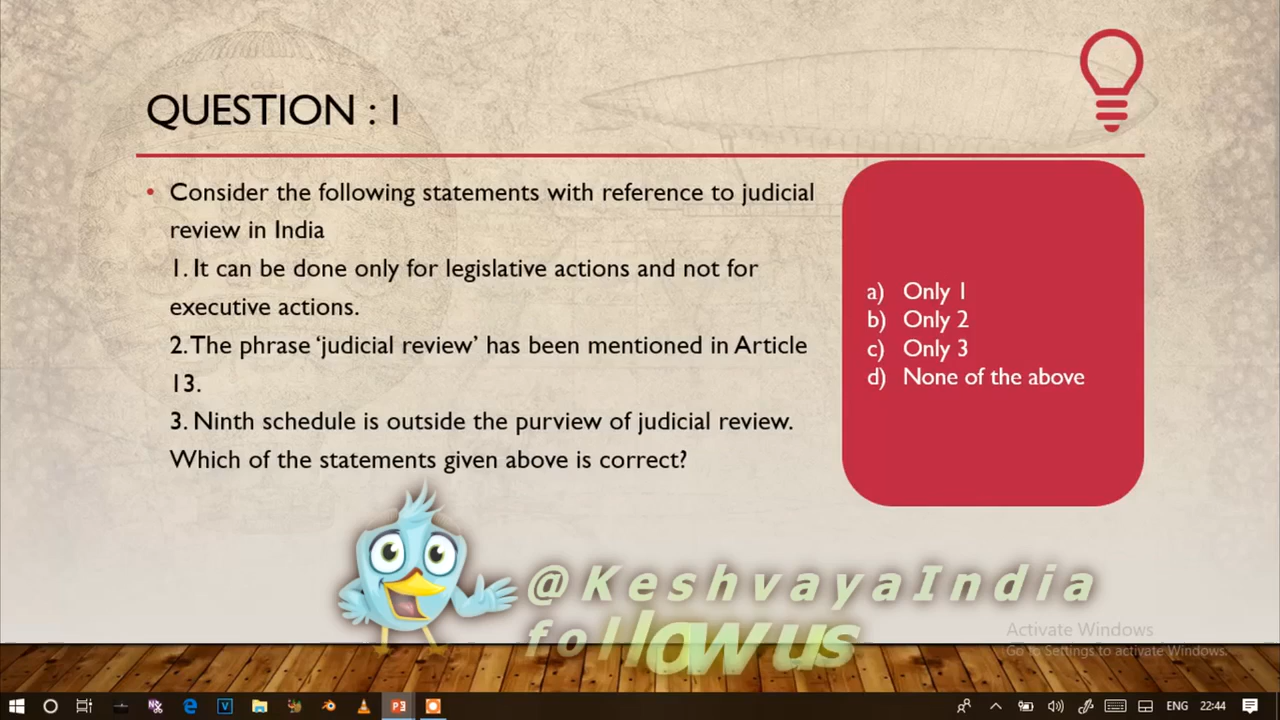 QUESTION : 1
• Consider the following statements with reference to judicial
review in India
1. It can be done only for legislative actions and not for
executive actions.
2. The phrase ‘judicial review’ has been mentioned in Article
13.
3. Ninth schedule is outside the purview of judicial review.
Which of the statements given above is correct?
a) Only 1
b) Only 2
c) Only 3
d) None of the above
@KeshvayaIndia
follow us
Activate Windows
Go to Settings to activate Windows.
ENG 22:44